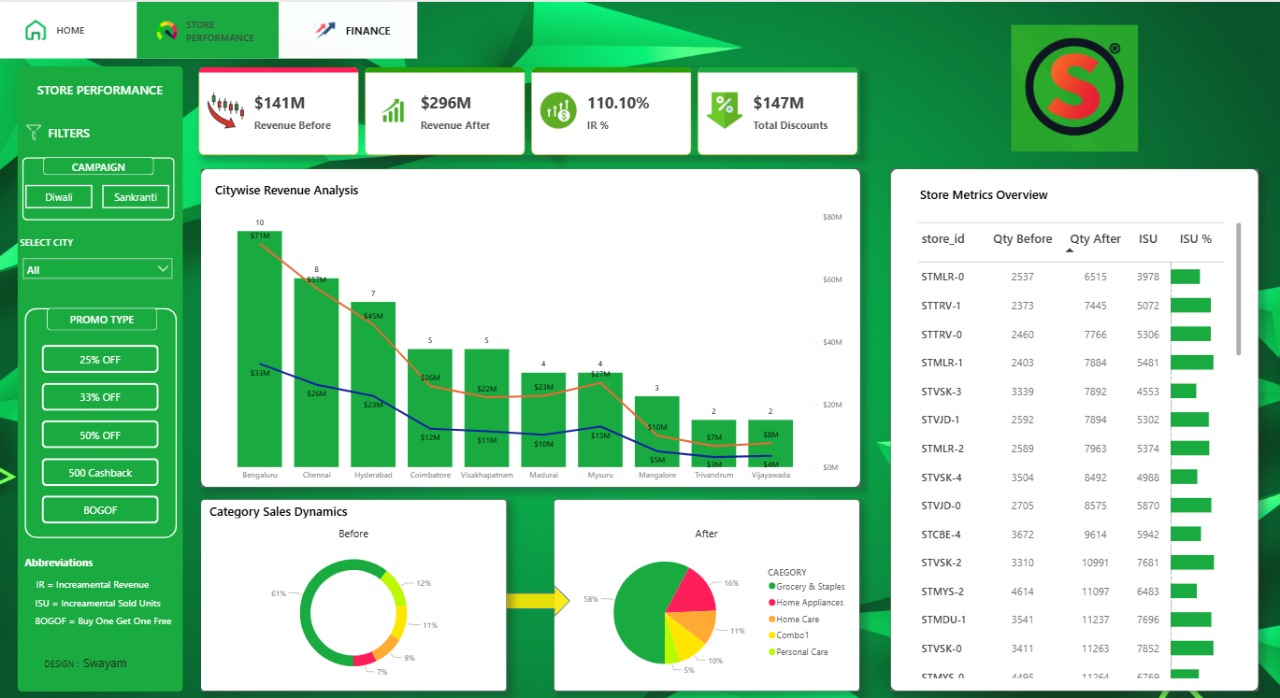 HOME
STORE
PERFORMANCE
FINANCE
STORE PERFORMANCE
FILTERS
CAMPAIGN
Diwali
Sankranti
SELECT CITY
All
PROMO TYPE
25% OFF
33% OFF
50% OFF
500 Cashback
BOGOF
Abbreviations
IR = Increamental Revenue
ISU = Increamental Sold Units
BOGOF = Buy One Get One Free
DESIGN : Swayam
$141M
Revenue Before
$296M
Revenue After
110.10%
IR %
$147M
Total Discounts
S
®
Citywise Revenue Analysis
10 8 7 5 5 4 4 3 2 2
$71M $57M $45M $26M $22M $23M $27M $10M $7M $8M
$33M $26M $23M $12M $11M $10M $13M $5M $3M $4M
$80M
$60M
$40M
$20M
$0M
Bengaluru Chennai Hyderabad Coimbatore Visakhapatnam Madurai Mysuru Mangalore Trivandrum Vijayawada
Category Sales Dynamics
Before
61%
12%
11%
9%
7%
After
58%
16%
11%
10%
5%
CAEGORY
Grocery & Staples
Home Appliances
Home Care
Combo1
Personal Care
Store Metrics Overview
store_id Qty Before Qty After ISU ISU %
STMLR-0 2537 6515 3978
STTRV-1 2373 7445 5072
STTRV-0 2460 7766 5306
STMLR-1 2403 7884 5481
STVSK-3 3339 7892 4553
STVJD-1 2592 7894 5302
STMLR-2 2589 7963 5374
STVSK-4 3504 8492 4988
STVJD-0 2705 8575 5870
STCBE-4 3672 9614 5942
STVSK-2 3310 10991 7681
STMYS-2 4614 11097 6483
STMDU-1 3541 11237 7696
STVSK-0 3411 11263 7852
STMYS-0 4495 11264 6769